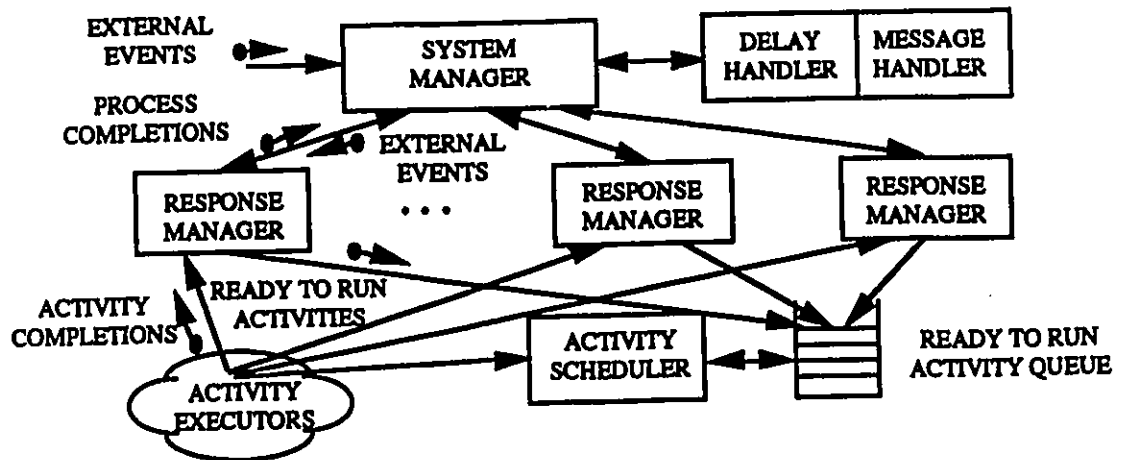 EXTERNAL
EVENTS
SYSTEM
MANAGER
DELAY
HANDLER
MESSAGE
HANDLER
PROCESS
COMPLETIONS
EXTERNAL
EVENTS
RESPONSE
MANAGER
• • •
RESPONSE
MANAGER
RESPONSE
MANAGER
ACTIVITY
COMPLETIONS
READY TO RUN
ACTIVITIES
ACTIVITY
SCHEDULER
READY TO RUN
ACTIVITY QUEUE
ACTIVITY
EXECUTORS